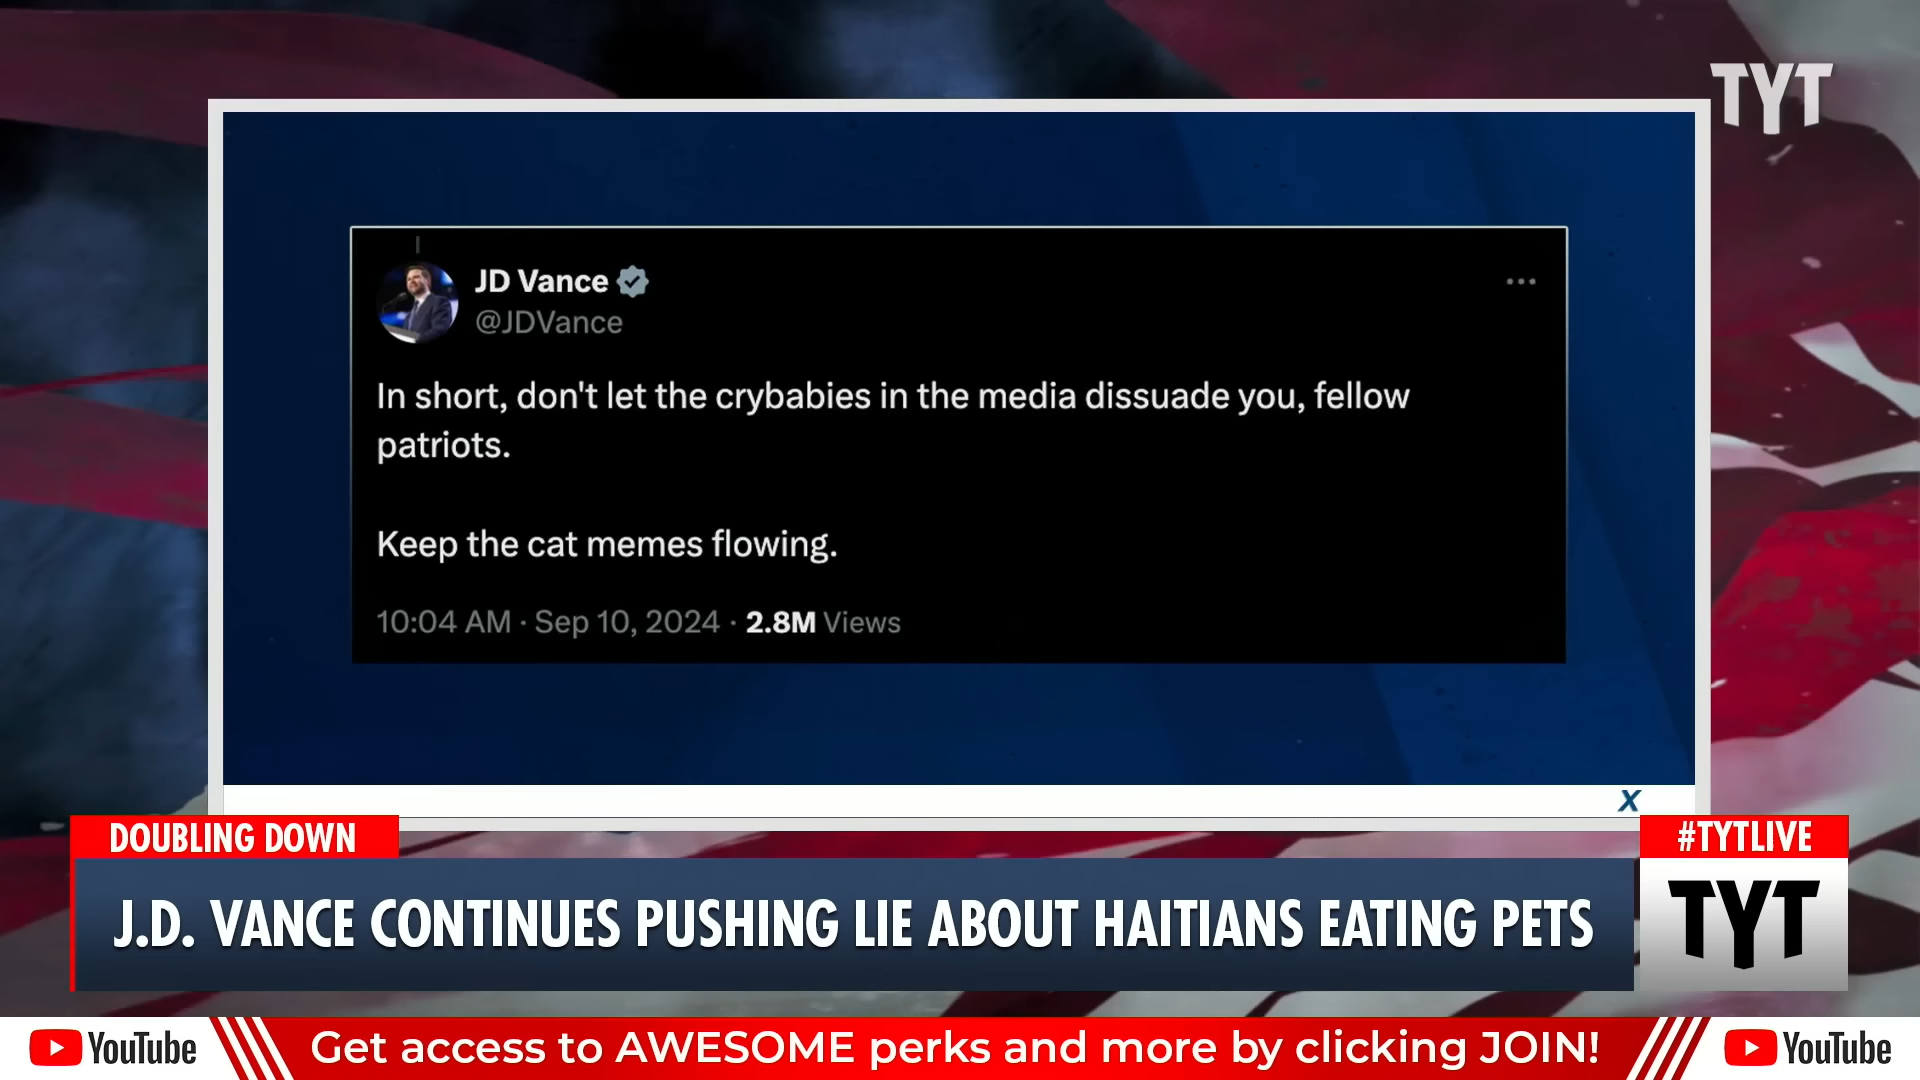 TYT
JD Vance
@JDVance
In short, don't let the crybabies in the media dissuade you, fellow
patriots.
Keep the cat memes flowing.
10:04 AM · Sep 10, 2024 · 2.8M Views
X
DOUBLING DOWN
J.D. VANCE CONTINUES PUSHING LIE ABOUT HAITIANS EATING PETS
#TYTLIVE
TYT
YouTube
Get access to AWESOME perks and more by clicking JOIN!
YouTube